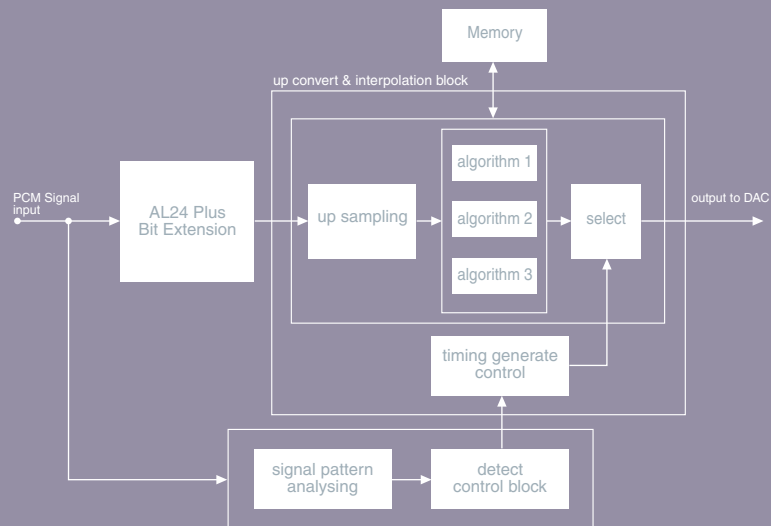 Memory
up convert & interpolation block
algorithm 1
PCM Signal
input
AL24 Plus
Bit Extension
up sampling
algorithm 2
select
output to DAC
algorithm 3
timing generate
control
signal pattern
analysing
detect
control block